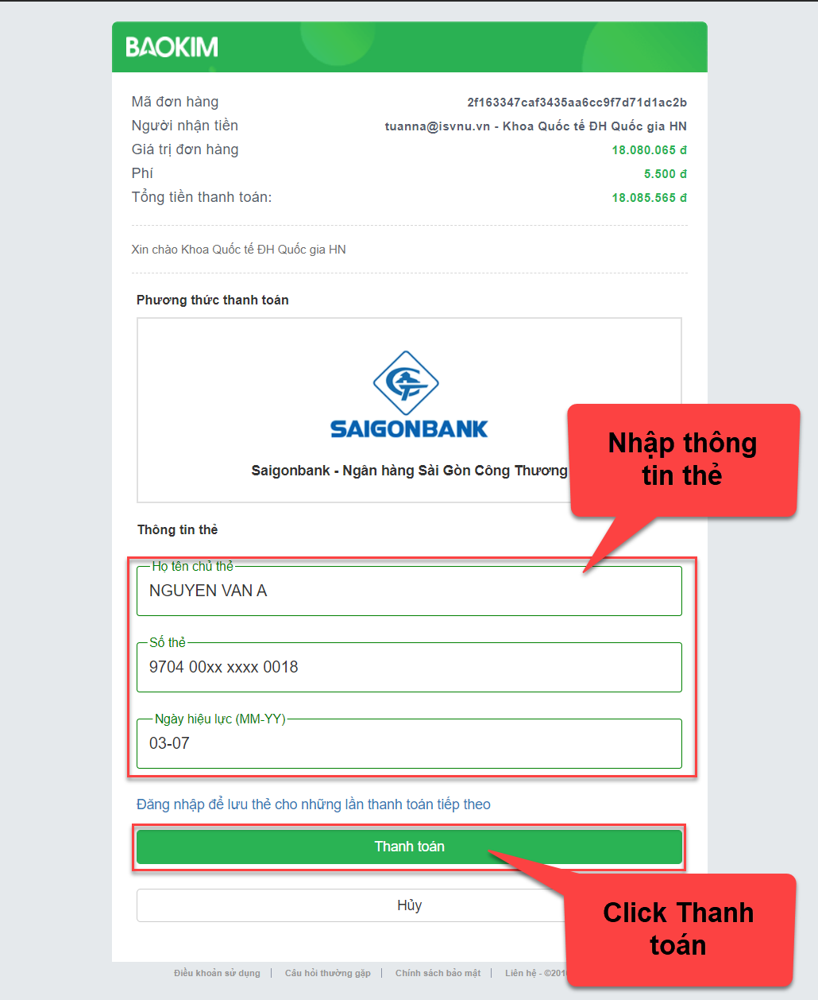 BAOKIM
Mã đơn hàng 2f163347caf3435aa6cc9f7d71d1ac2b
Người nhận tiền tuanna@isvnu.vn - Khoa Quốc tế ĐH Quốc gia HN
Giá trị đơn hàng 18.080.065 đ
Phí 5.500 đ
Tổng tiền thanh toán: 18.085.565 đ
Xin chào Khoa Quốc tế ĐH Quốc gia HN
Phương thức thanh toán
SAIGONBANK
Saigonbank - Ngân hàng Sài Gòn Công Thương
Nhập thông
tin thẻ
Thông tin thẻ
Họ tên chủ thẻ
NGUYEN VAN A
Số thẻ
9704 00xx xxxx 0018
Ngày hiệu lực (MM-YY)
03-07
Đăng nhập để lưu thẻ cho những lần thanh toán tiếp theo
Thanh toán
Hủy
Click Thanh
toán
Điều khoản sử dụng | Câu hỏi thường gặp | Chính sách bảo mật | Liên hệ - ©